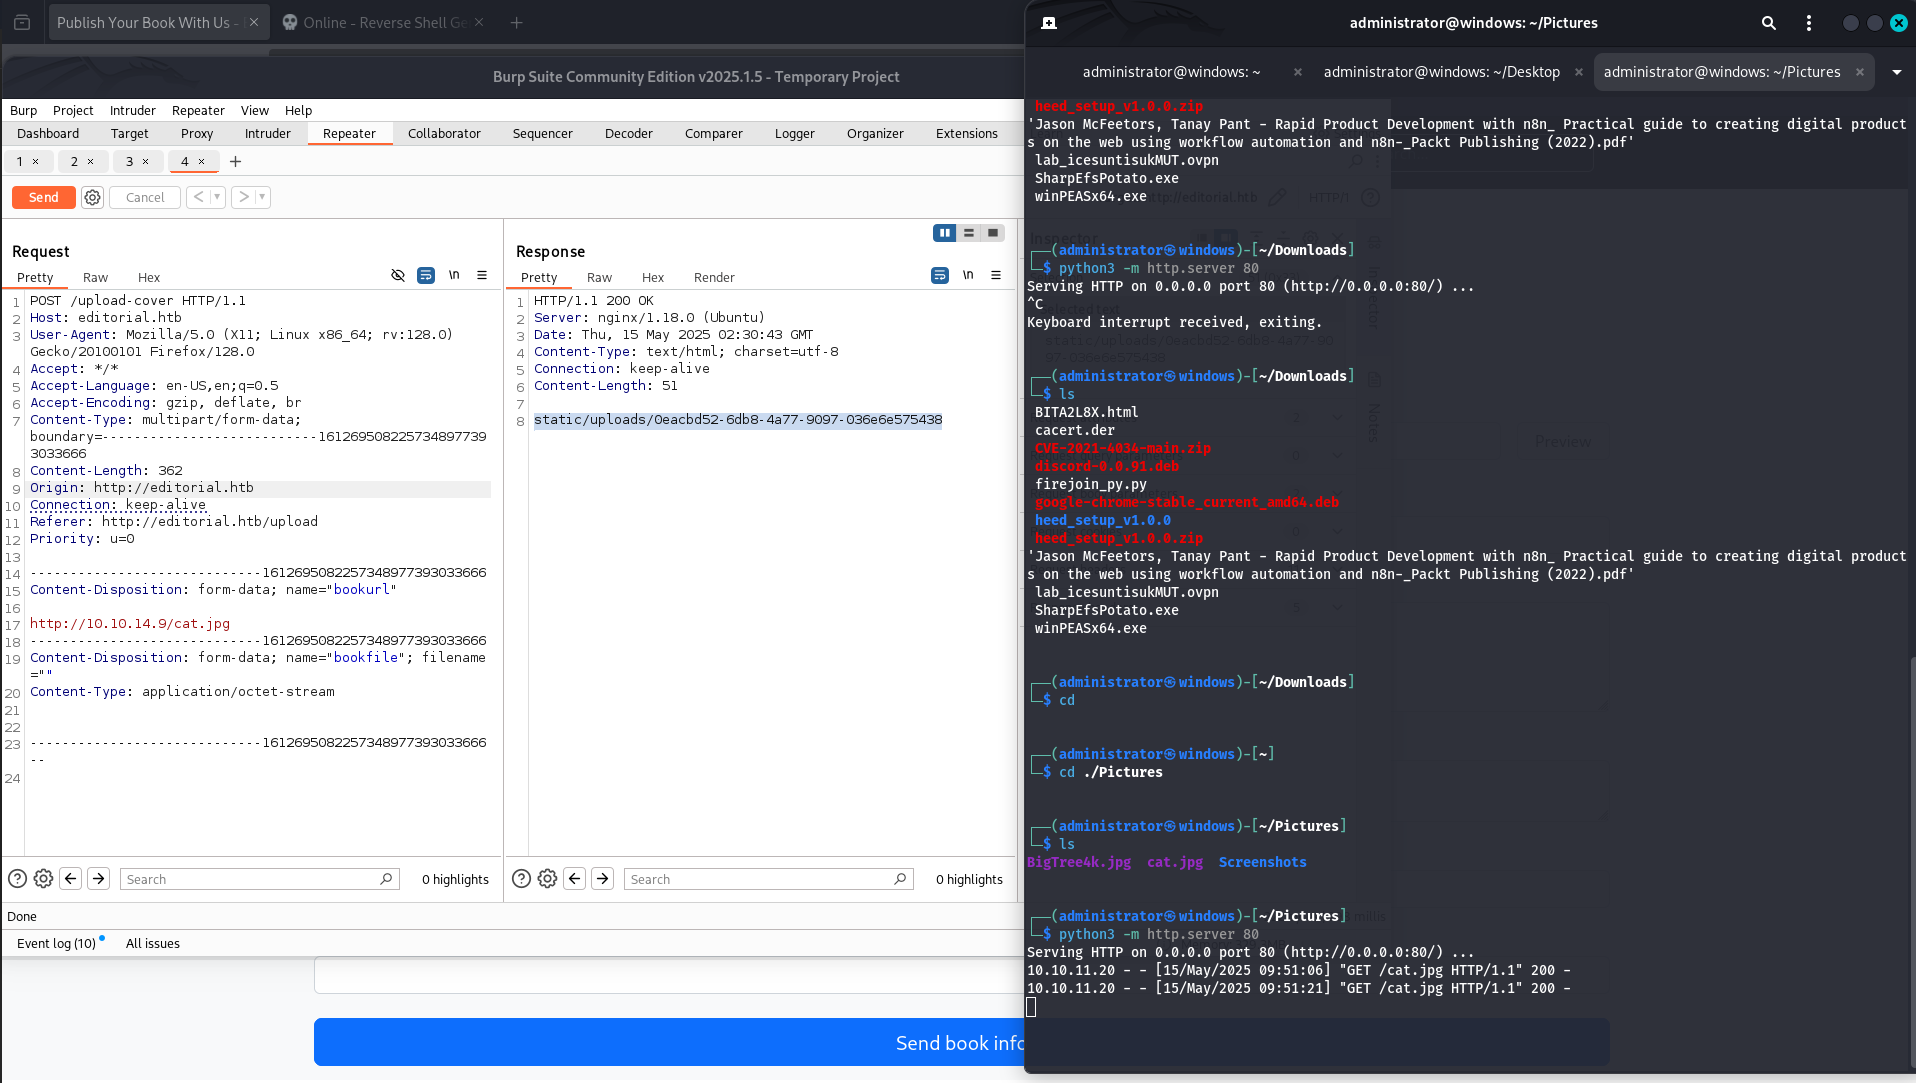 Publish Your Book With Us -
Online - Reverse Shell Ge
Burp Suite Community Edition v2025.1.5 - Temporary Project
Burp Project Intruder Repeater View Help
Dashboard Target Proxy Intruder Repeater Collaborator Sequencer Decoder Comparer Logger Organizer Extensions
1 × 2 × 3 × 4 × +
Send Cancel < >
Request
Pretty Raw Hex \n
1 POST /upload-cover HTTP/1.1
2 Host: editorial.htb
3 User-Agent: Mozilla/5.0 (X11; Linux x86_64; rv:128.0)
Gecko/20100101 Firefox/128.0
4 Accept: */*
5 Accept-Language: en-US,en;q=0.5
6 Accept-Encoding: gzip, deflate, br
7 Content-Type: multipart/form-data;
boundary=---------------------------161269508225734897739
3033666
8 Content-Length: 362
9 Origin: http://editorial.htb
10 Connection: keep-alive
11 Referer: http://editorial.htb/upload
12 Priority: u=0
13
14 -----------------------------1612695082257348977393033666
15 Content-Disposition: form-data; name="bookurl"
16
17 http://10.10.14.9/cat.jpg
18 -----------------------------1612695082257348977393033666
19 Content-Disposition: form-data; name="bookfile"; filename
=""
20 Content-Type: application/octet-stream
21
22
23 -----------------------------1612695082257348977393033666
--
24
Search 0 highlights
Response
Pretty Raw Hex Render \n
1 HTTP/1.1 200 OK
2 Server: nginx/1.18.0 (Ubuntu)
3 Date: Thu, 15 May 2025 02:30:43 GMT
4 Content-Type: text/html; charset=utf-8
5 Connection: keep-alive
6 Content-Length: 51
7
8 static/uploads/0eacbd52-6db8-4a77-9097-036e6e575438
Search 0 highlights
Done
Event log (10) All issues
Send book info
administrator@windows: ~/Pictures
administrator@windows: ~ × administrator@windows: ~/Desktop × administrator@windows: ~/Pictures ×
heed_setup_v1.0.0.zip
'Jason McFeetors, Tanay Pant - Rapid Product Development with n8n_ Practical guide to creating digital product
s on the web using workflow automation and n8n-_Packt Publishing (2022).pdf'
lab_icesuntisukMUT.ovpn
SharpEfsPotato.exe
winPEASx64.exe
┌──(administrator㉿windows)-[~/Downloads]
└─$ python3 -m http.server 80
Serving HTTP on 0.0.0.0 port 80 (http://0.0.0.0:80/) ...
^C
Keyboard interrupt received, exiting.
┌──(administrator㉿windows)-[~/Downloads]
└─$ ls
BITA2L8X.html
cacert.der
CVE-2021-4034-main.zip
discord-0.0.91.deb
firejoin_py.py
google-chrome-stable_current_amd64.deb
heed_setup_v1.0.0
heed_setup_v1.0.0.zip
'Jason McFeetors, Tanay Pant - Rapid Product Development with n8n_ Practical guide to creating digital product
s on the web using workflow automation and n8n-_Packt Publishing (2022).pdf'
lab_icesuntisukMUT.ovpn
SharpEfsPotato.exe
winPEASx64.exe
┌──(administrator㉿windows)-[~/Downloads]
└─$ cd
┌──(administrator㉿windows)-[~]
└─$ cd ./Pictures
┌──(administrator㉿windows)-[~/Pictures]
└─$ ls
BigTree4k.jpg cat.jpg Screenshots
┌──(administrator㉿windows)-[~/Pictures]
└─$ python3 -m http.server 80
Serving HTTP on 0.0.0.0 port 80 (http://0.0.0.0:80/) ...
10.10.11.20 - - [15/May/2025 09:51:06] "GET /cat.jpg HTTP/1.1" 200 -
10.10.11.20 - - [15/May/2025 09:51:21] "GET /cat.jpg HTTP/1.1" 200 -
http://editorial.htb HTTP/1
Inspector
Notes
Preview